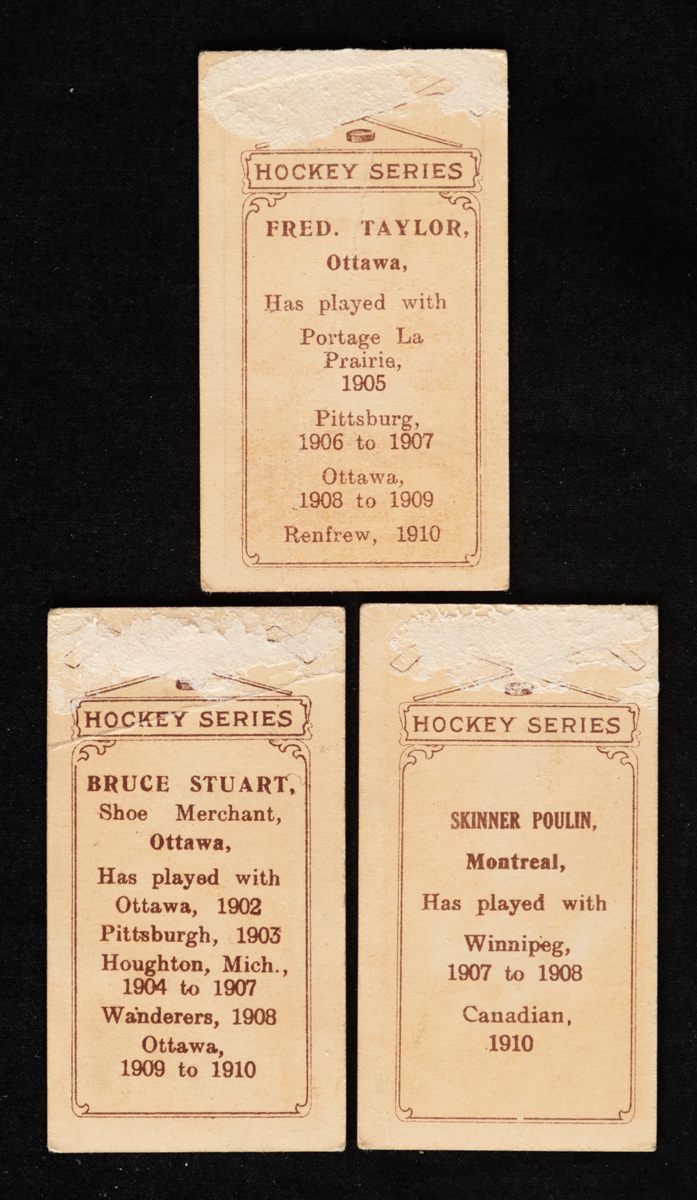 HOCKEY SERIES
FRED. TAYLOR,
Ottawa,
Has played with
Portage La
Prairie,
1905
Pittsburg,
1906 to 1907
Ottawa,
1908 to 1909
Renfrew, 1910
HOCKEY SERIES
BRUCE STUART,
Shoe Merchant,
Ottawa,
Has played with
Ottawa, 1902
Pittsburgh, 1903
Houghton, Mich.,
1904 to 1907
Wanderers, 1908
Ottawa,
1909 to 1910
HOCKEY SERIES
SKINNER POULIN,
Montreal,
Has played with
Winnipeg,
1907 to 1908
Canadian,
1910